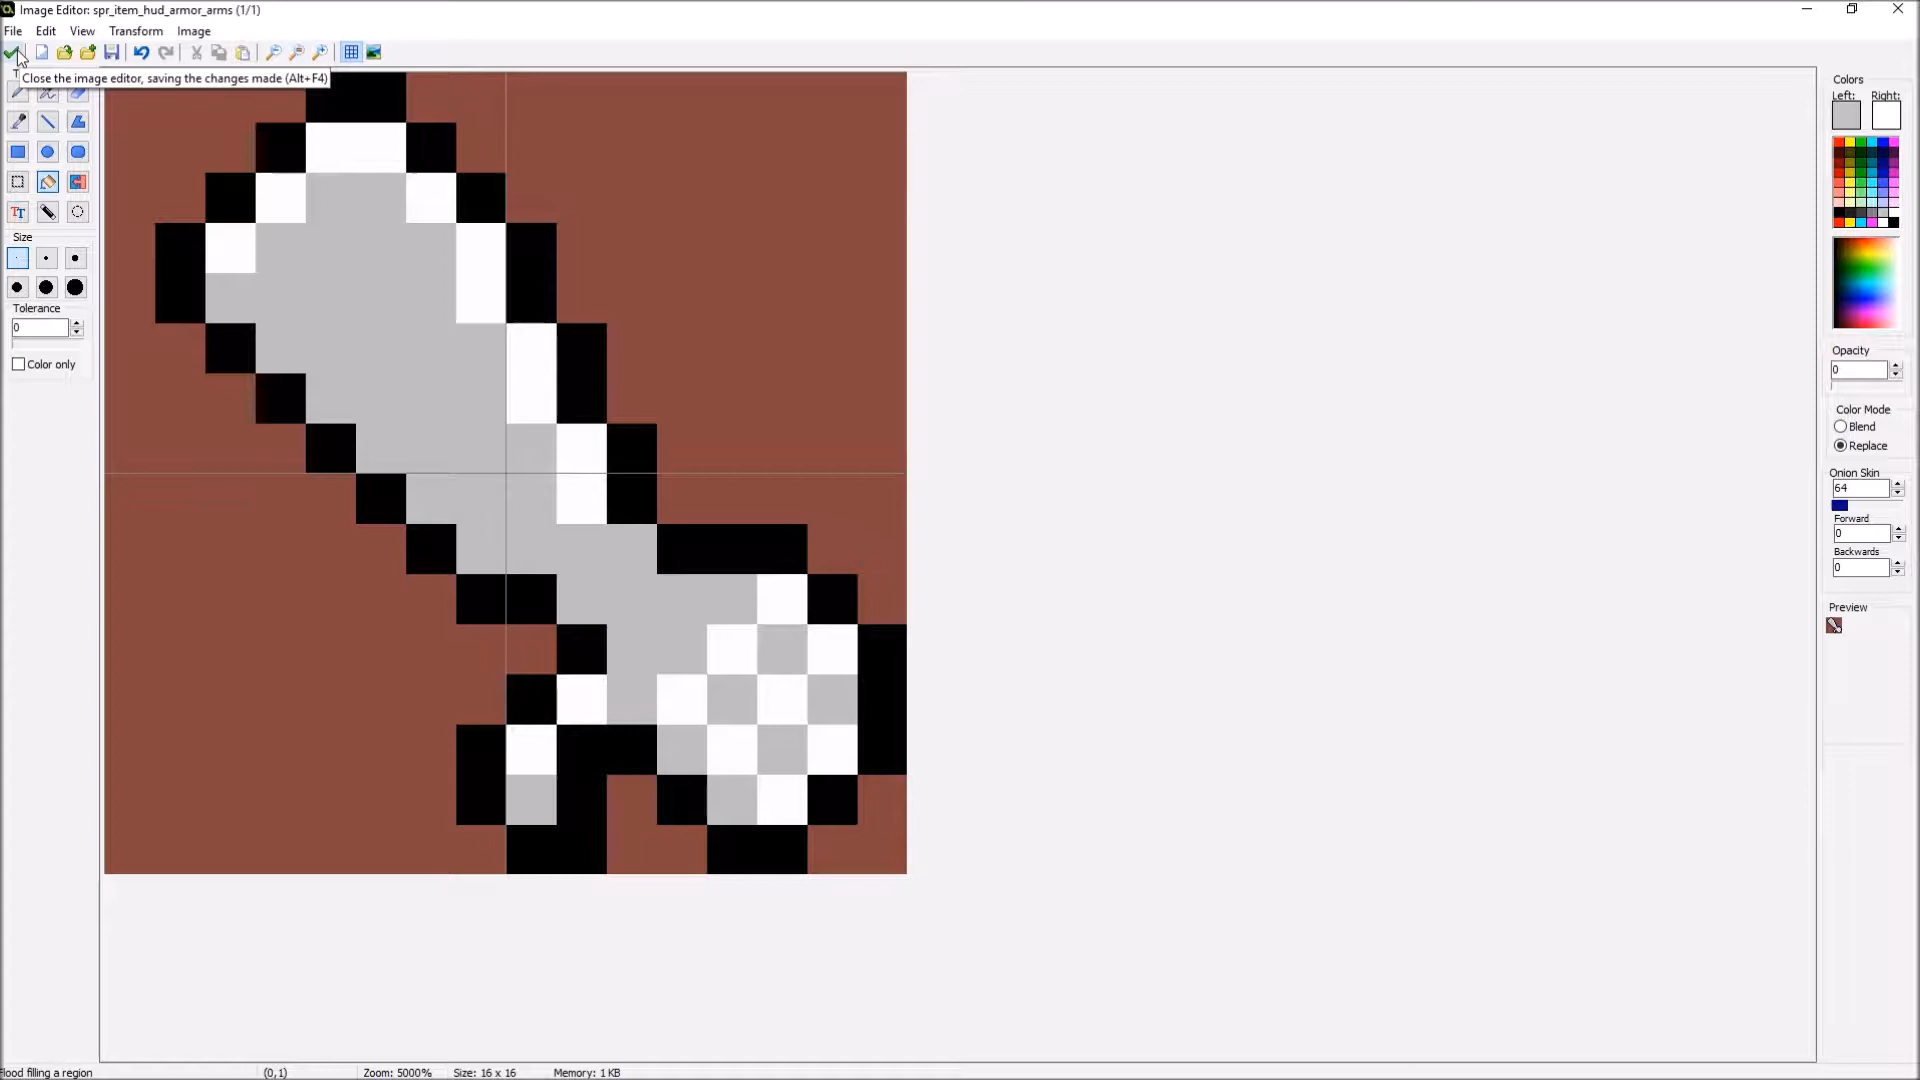 Image Editor: spr_item_hud_armor_arms (1/1)
File Edit View Transform Image
Close the image editor, saving the changes made (Alt+F4)
Size
Tolerance
0
Color only
Colors
Left: Right:
Opacity
0
Color Mode
Blend
Replace
Onion Skin
64
Forward
0
Backwards
0
Preview
Flood filling a region (0,1) Zoom: 5000% Size: 16 x 16 Memory: 1 KB